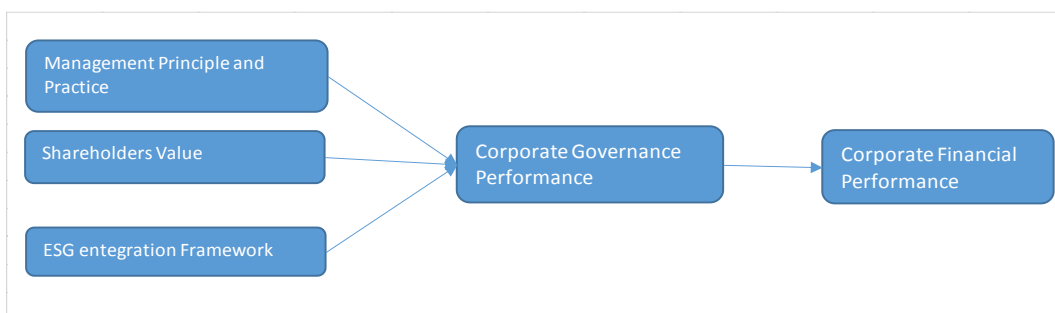 Management Principle and
Practice
Shareholders Value
ESG entegration Framework
Corporate Governance
Performance
Corporate Financial
Performance